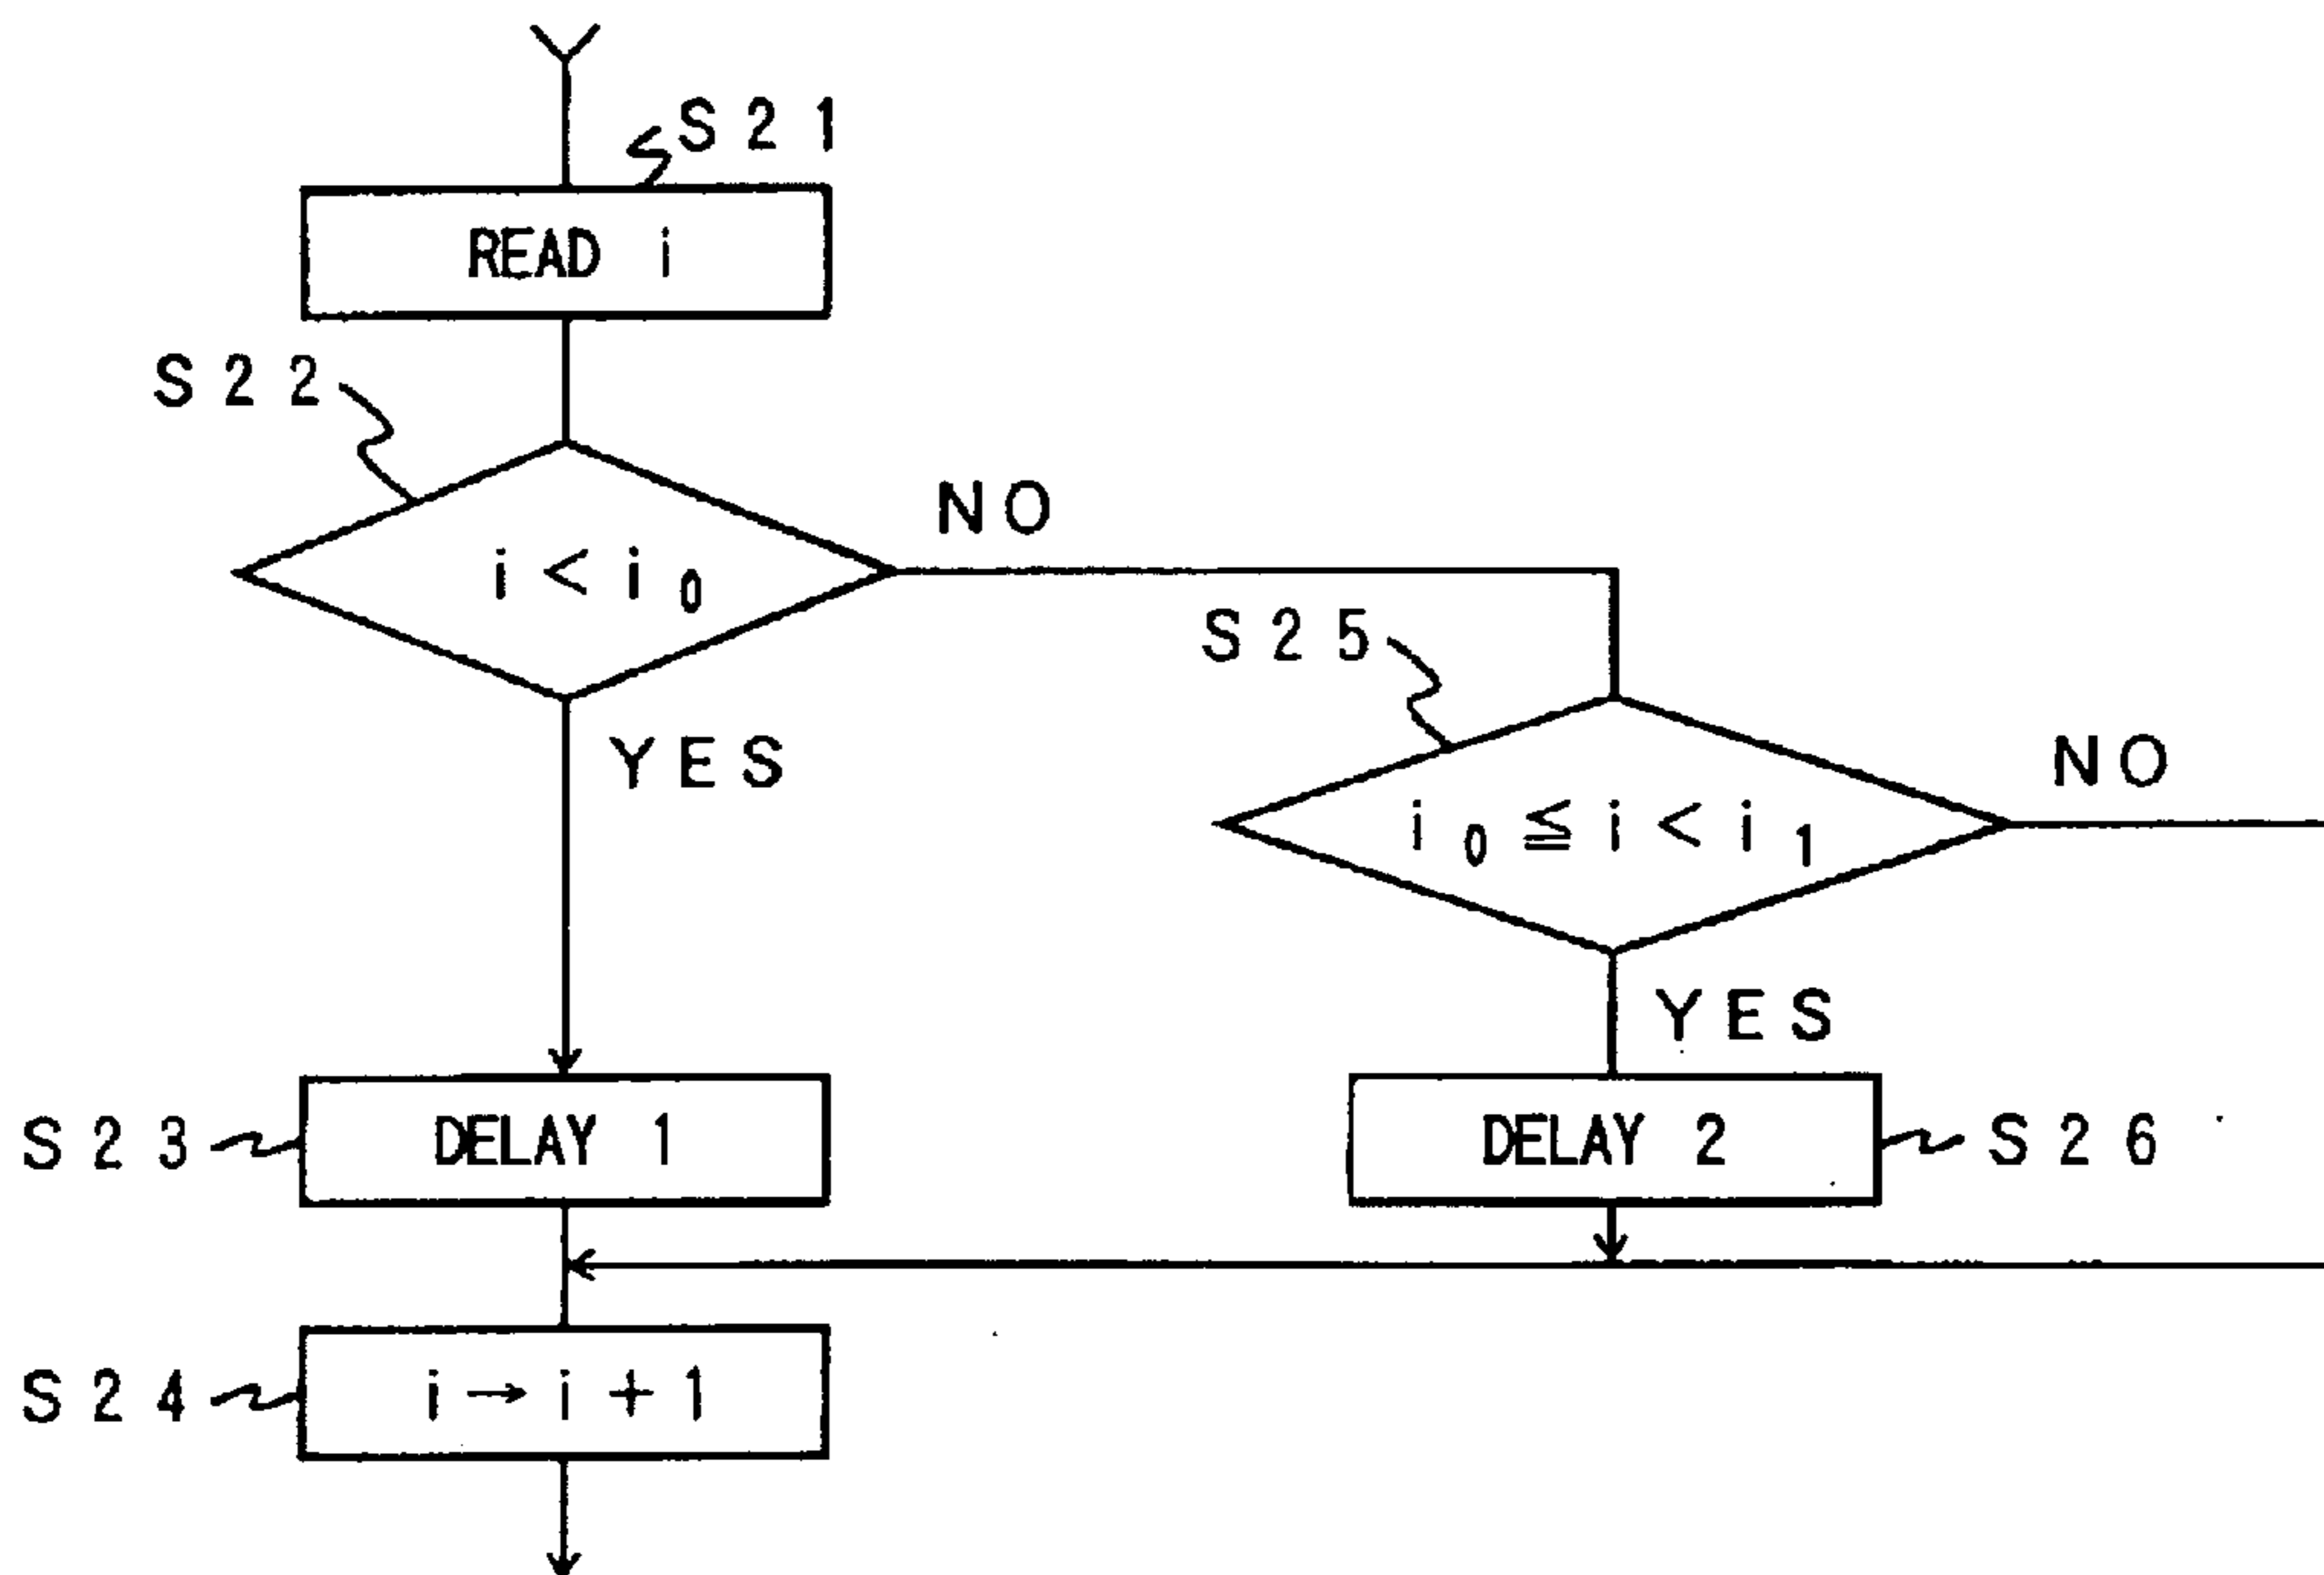 S21
READ i
S22
i < i₀
NO
YES
S25
i₀ ≦ i < i₁
NO
YES
S23
DELAY 1
DELAY 2
S26
S24
i → i + 1